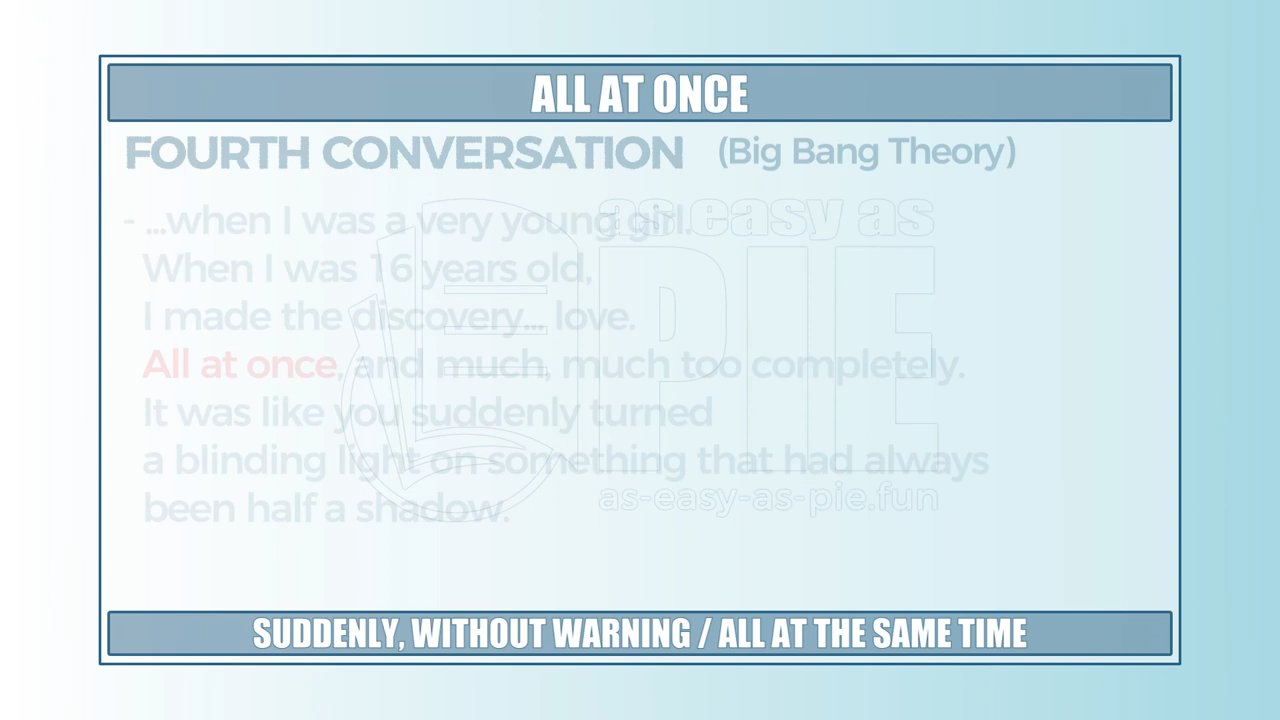 ALL AT ONCE
FOURTH CONVERSATION (Big Bang Theory)
- ...when I was a very young girl.
When I was 16 years old,
I made the discovery... love.
All at once, and much, much too completely.
It was like you suddenly turned
a blinding light on something that had always
been half a shadow.
as easy as
PIE
as-easy-as-pie.fun
SUDDENLY, WITHOUT WARNING / ALL AT THE SAME TIME